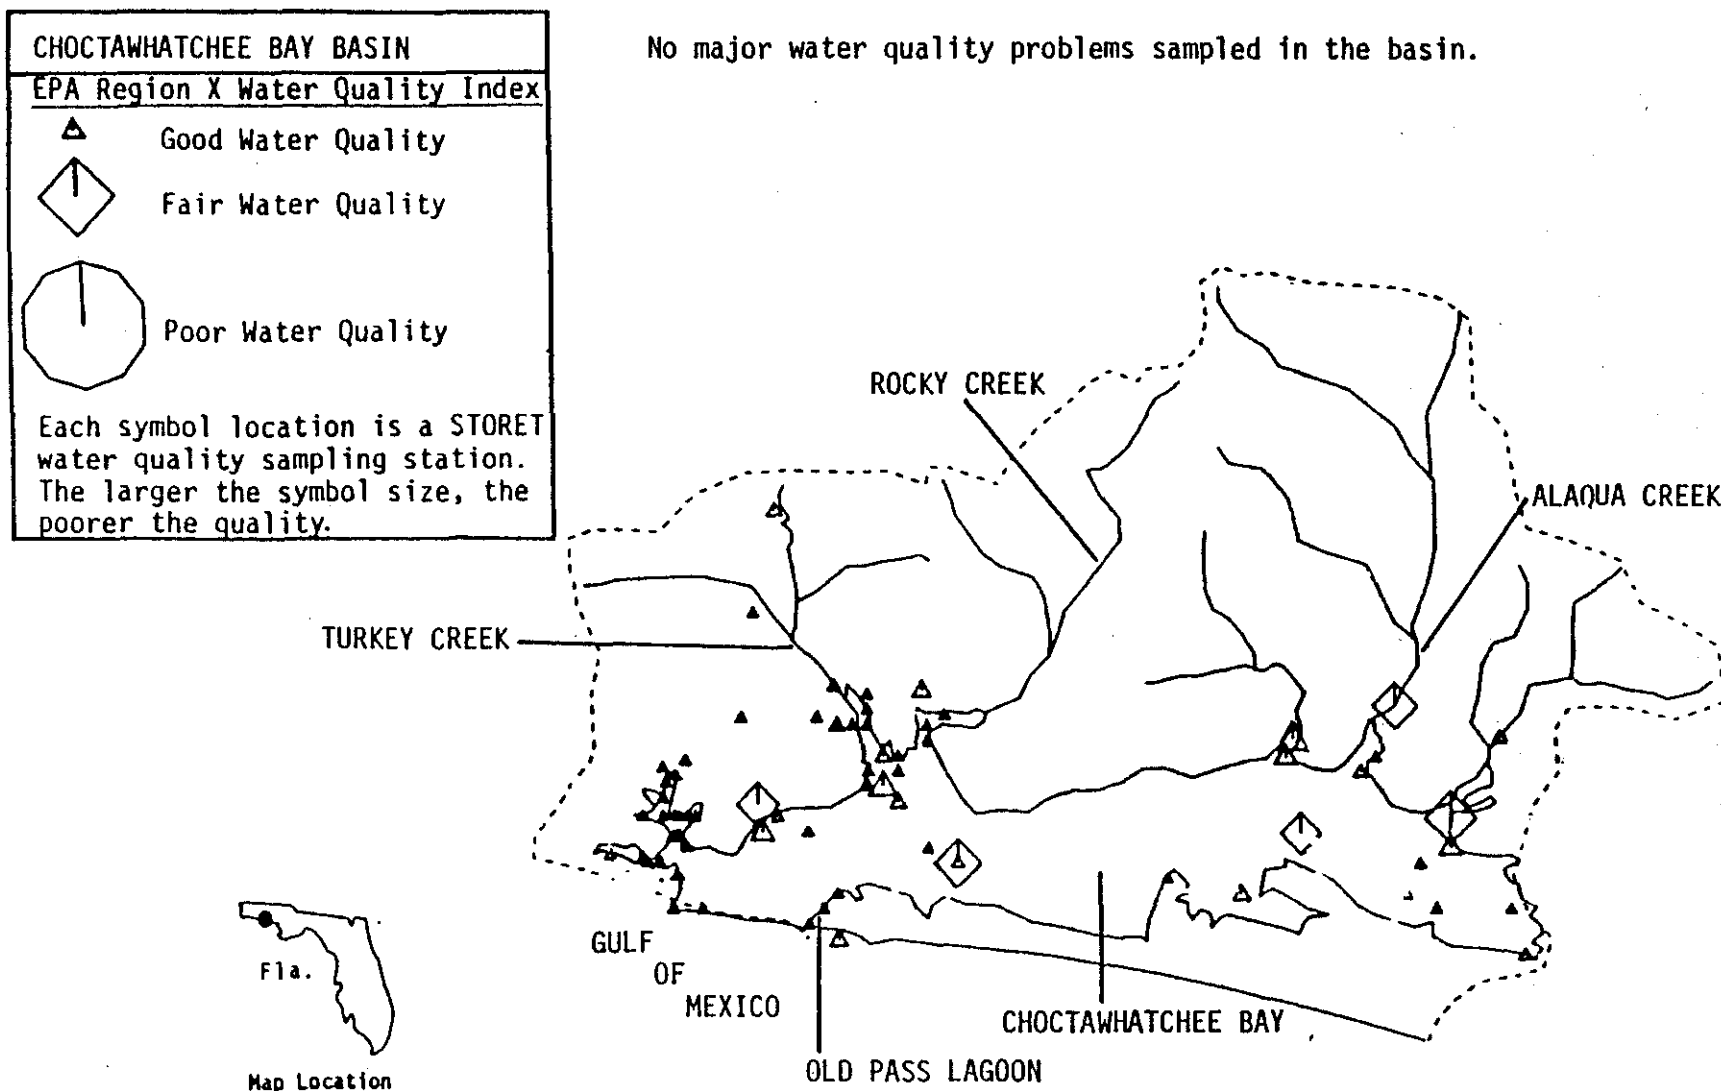 CHOCTAWHATCHEE BAY BASIN
EPA Region X Water Quality Index
Good Water Quality
Fair Water Quality
Poor Water Quality
Each symbol location is a STORET
water quality sampling station.
The larger the symbol size, the
poorer the quality.
No major water quality problems sampled in the basin.
ROCKY CREEK
ALAQUA CREEK
TURKEY CREEK
GULF
OF
MEXICO
CHOCTAWHATCHEE BAY
OLD PASS LAGOON
Fla.
Map Location